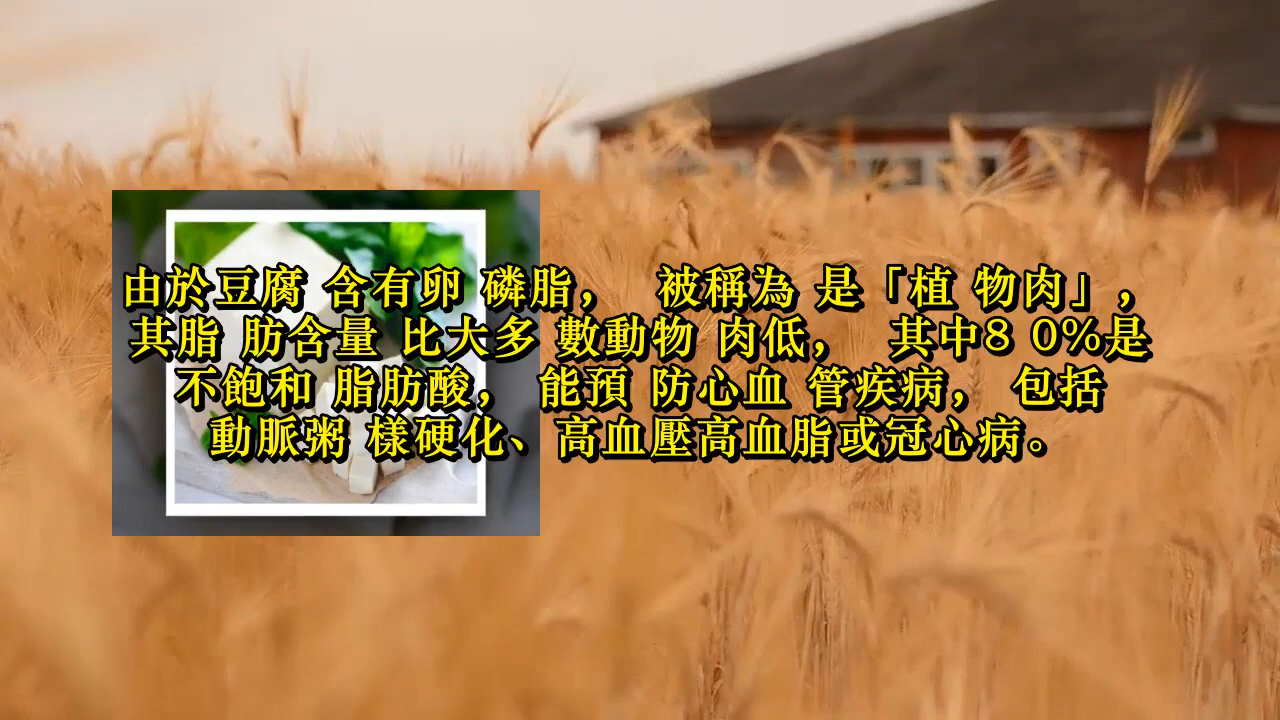 由於豆腐 含有卵 磷脂， 被稱為 是「植 物肉」，
其脂 肪含量 比大多 數動物 肉低， 其中8 0%是
不飽和 脂肪酸， 能預 防心血 管疾病， 包括
動脈粥 樣硬化、高血壓高血脂或冠心病。